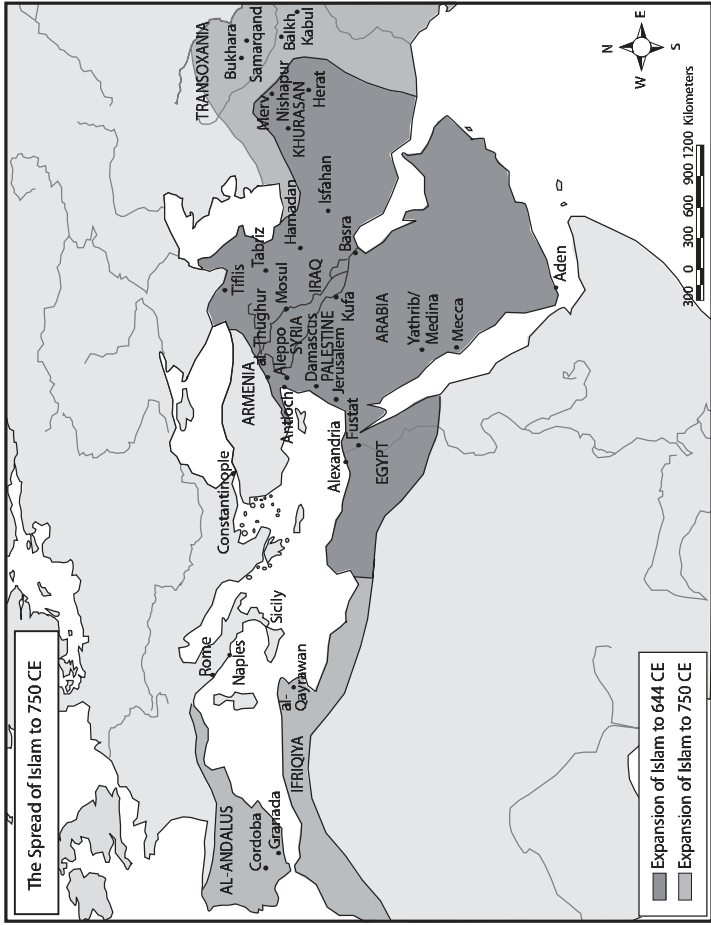 The Spread of Islam to 750 CE
TRANSOXANIA
Bukhara
Samarqand
Balkh
Kabul
Merv
Nishapur
KHURASAN
Herat
Hamadan
Isfahan
Tiflis
Tabriz
al-Thughur
Mosul
IRAQ
Basra
Kufa
ARMENIA
Aleppo
SYRIA
Antioch
Damascus
PALESTINE
Jerusalem
ARABIA
Yathrib/
Medina
Mecca
Aden
Constantinople
Alexandria
Fustat
EGYPT
Rome
Naples
Sicily
al-
Qayrawan
IFRIQIYA
AL-ANDALUS
Cordoba
Granada
N
E
S
W
300 0 300 600 900 1200 Kilometers
Expansion of Islam to 644 CE
Expansion of Islam to 750 CE